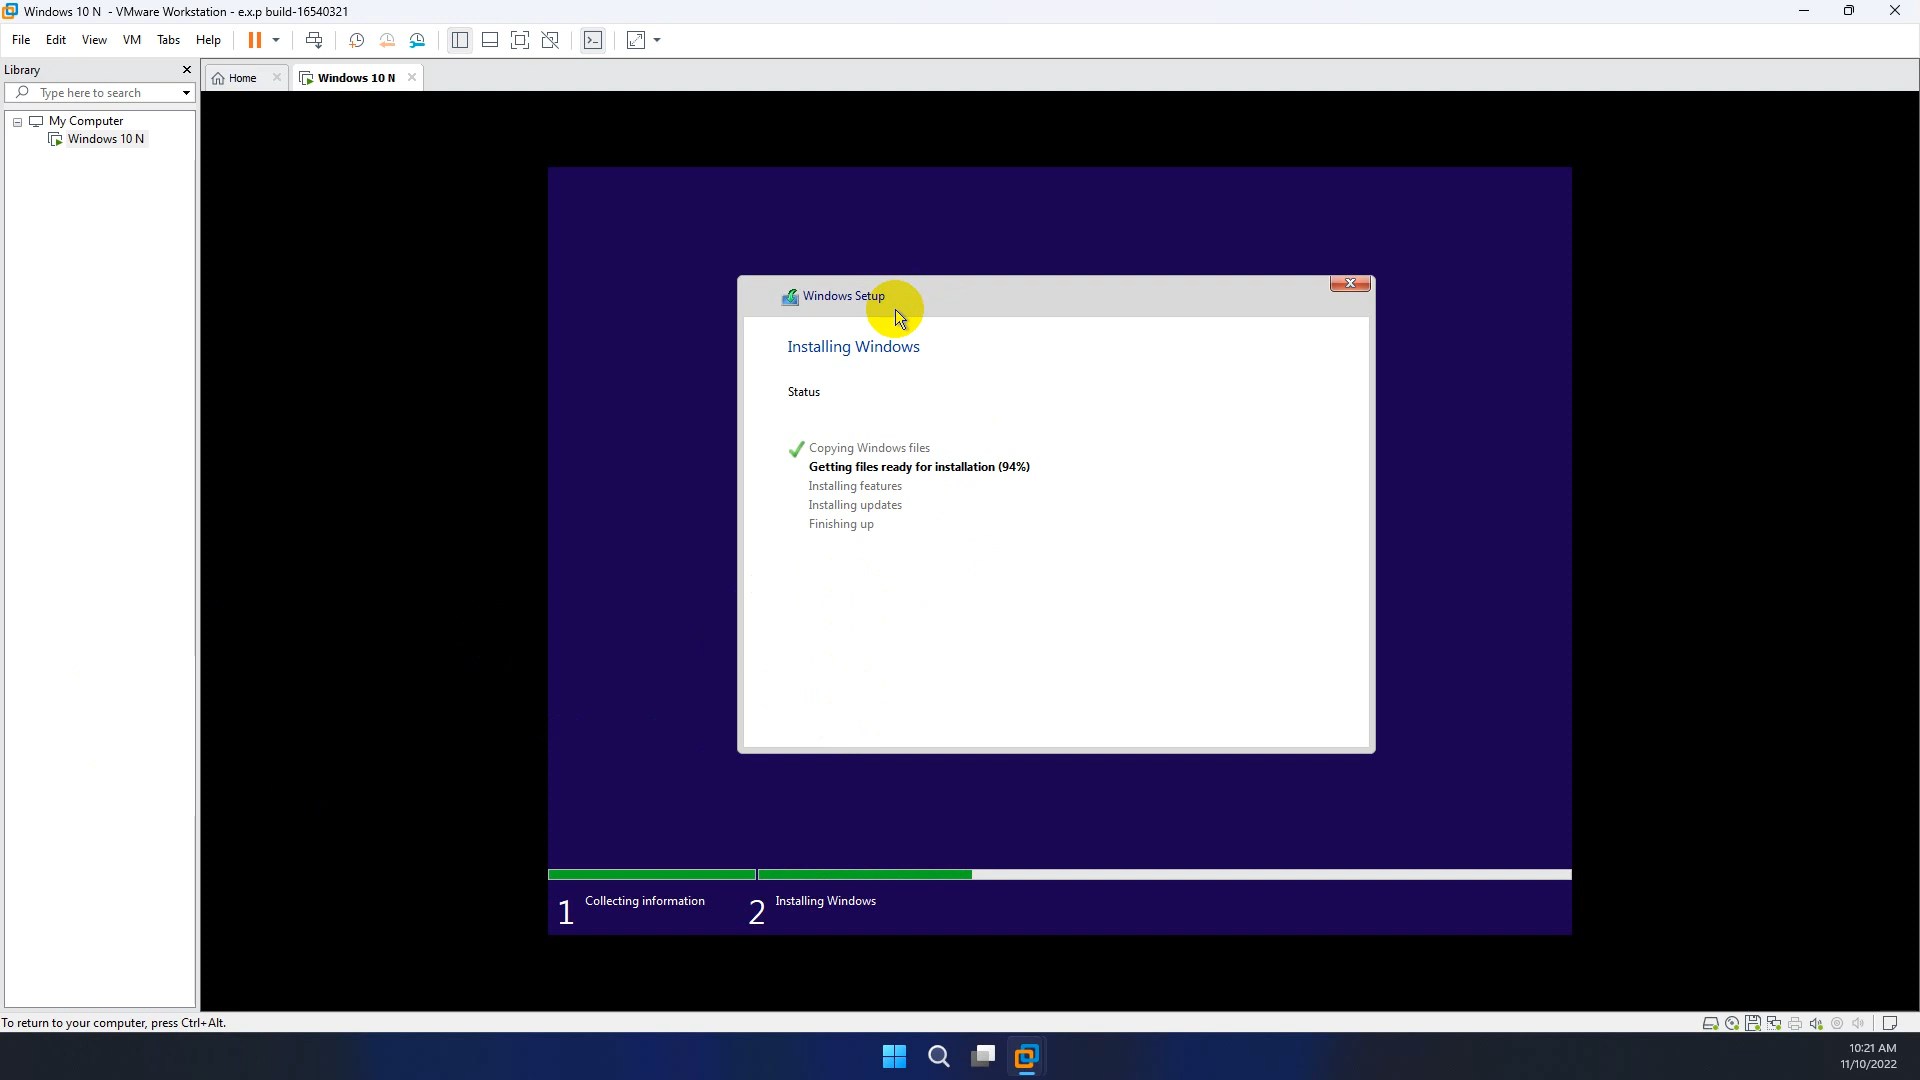 Windows 10 N - VMware Workstation - e.x.p build-16540321
File Edit View VM Tabs Help
Library
Home
Windows 10 N
Type here to search
My Computer
Windows 10 N
Windows Setup
Installing Windows
Status
Copying Windows files
Getting files ready for installation (94%)
Installing features
Installing updates
Finishing up
1 Collecting information
2 Installing Windows
To return to your computer, press Ctrl+Alt.
10:21 AM
11/10/2022